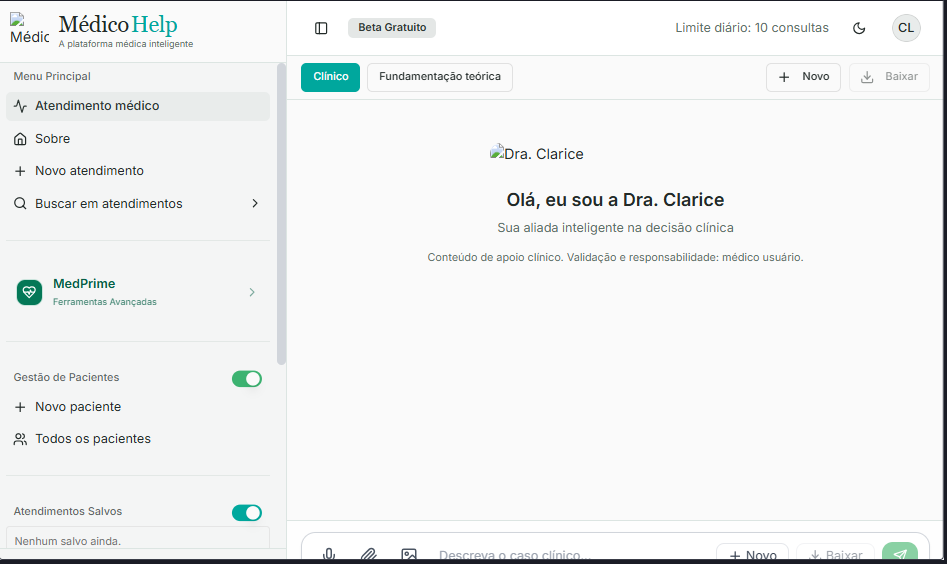 Médic
MédicoHelp
A plataforma médica inteligente
Menu Principal
Atendimento médico
Sobre
Novo atendimento
Buscar em atendimentos
MedPrime
Ferramentas Avançadas
Gestão de Pacientes
Novo paciente
Todos os pacientes
Atendimentos Salvos
Nenhum salvo ainda.
Beta Gratuito
Limite diário: 10 consultas
CL
Clínico
Fundamentação teórica
Novo
Baixar
Dra. Clarice
Olá, eu sou a Dra. Clarice
Sua aliada inteligente na decisão clínica
Conteúdo de apoio clínico. Validação e responsabilidade: médico usuário.
Descreva o caso clínico...
Novo
Baixar